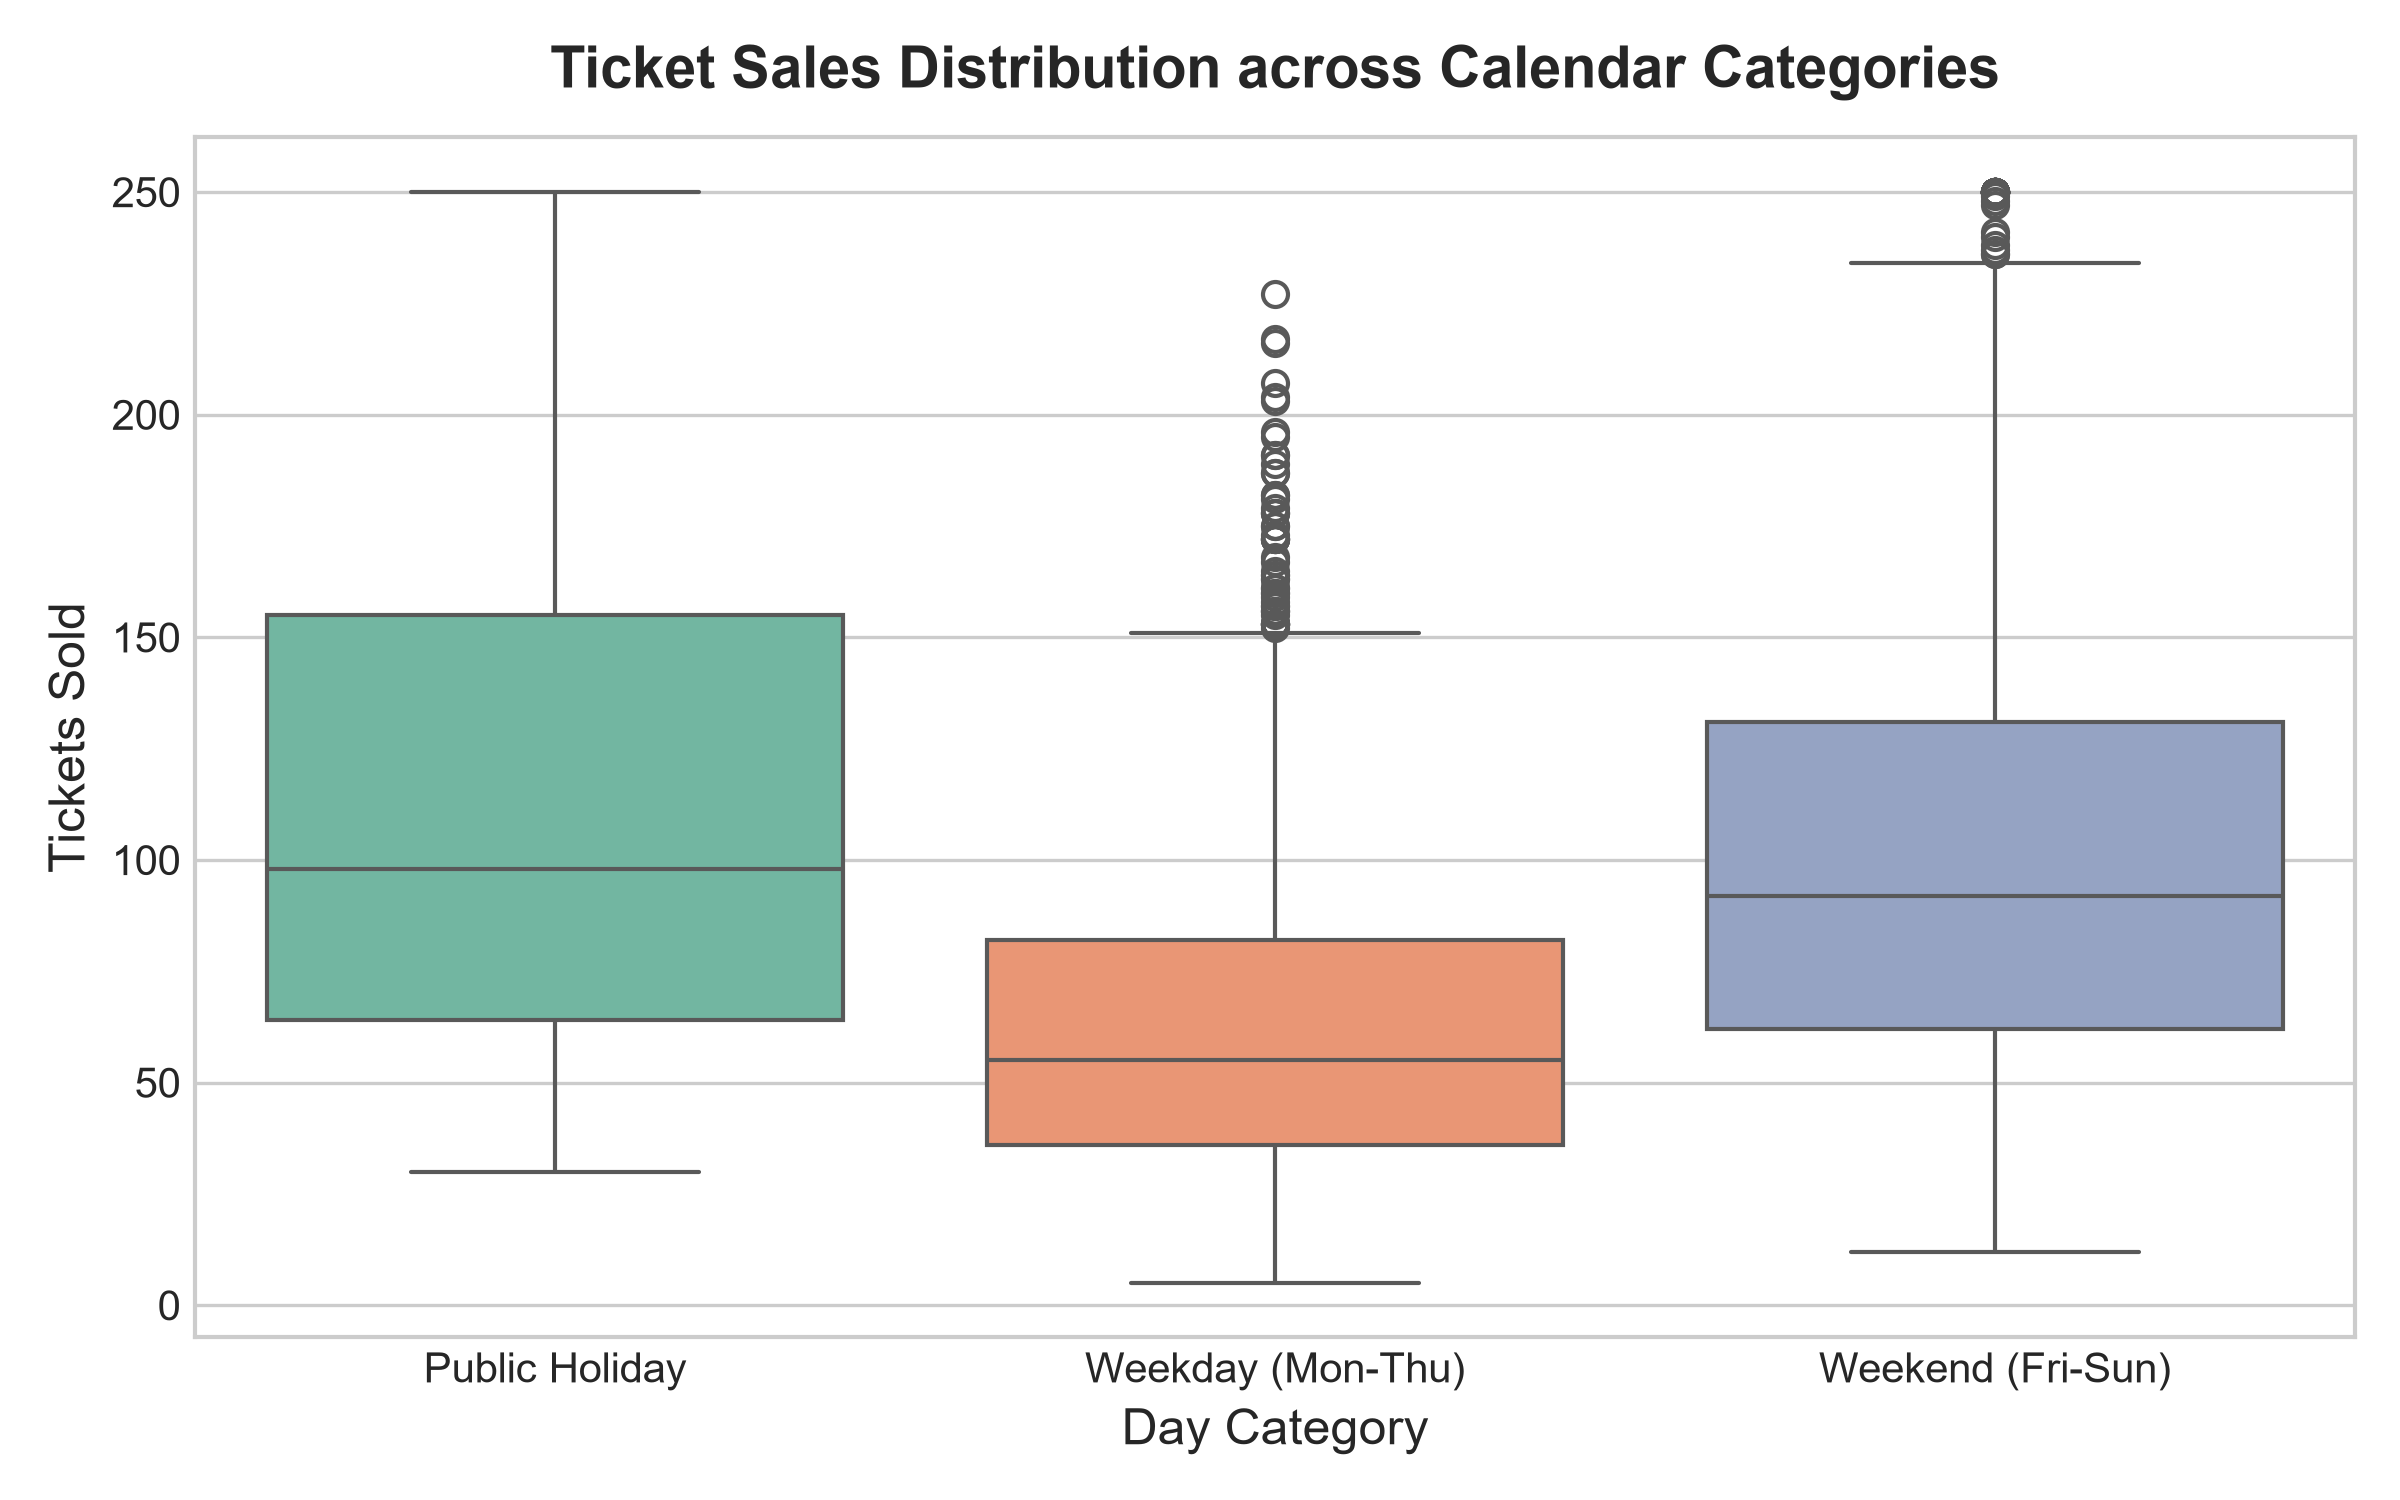 Ticket Sales Distribution across Calendar Categories
Tickets Sold
250
200
150
100
50
0
Public Holiday
Weekday (Mon-Thu)
Weekend (Fri-Sun)
Day Category